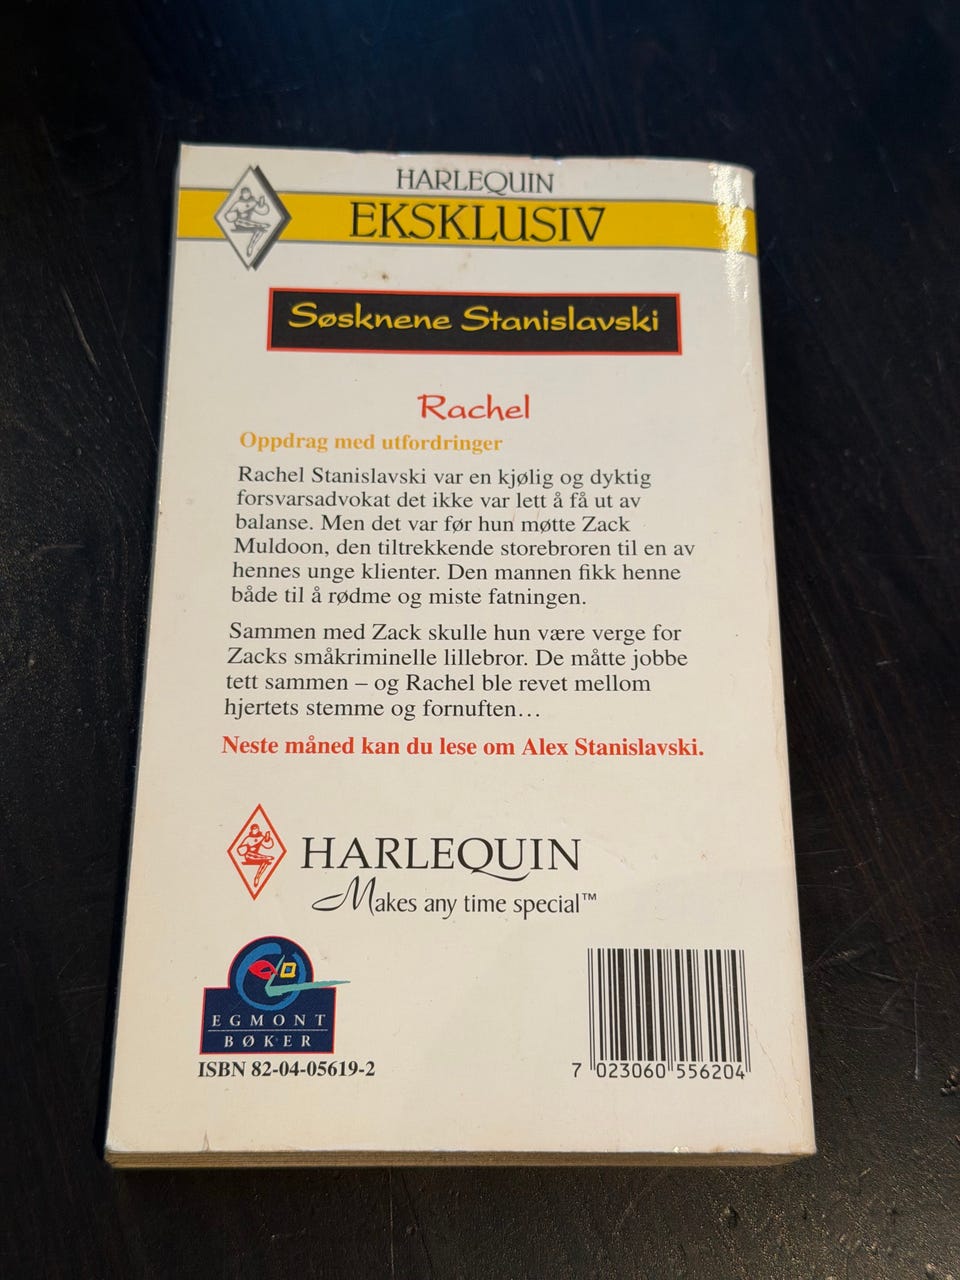 HARLEQUIN
EKSKLUSIV
Søsknene Stanislavski
Rachel
Oppdrag med utfordringer
Rachel Stanislavski var en kjølig og dyktig
forsvarsadvokat det ikke var lett å få ut av
balanse. Men det var før hun møtte Zack
Muldoon, den tiltrekkende storebroren til en av
hennes unge klienter. Den mannen fikk henne
både til å rødme og miste fatningen.
Sammen med Zack skulle hun være verge for
Zacks småkriminelle lillebror. De måtte jobbe
tett sammen – og Rachel ble revet mellom
hjertets stemme og fornuften…
Neste måned kan du lese om Alex Stanislavski.
HARLEQUIN
Makes any time special™
EGMONT
BØKER
ISBN 82-04-05619-2
7 023060 556204